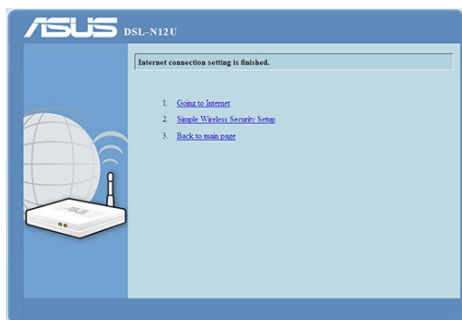 ASUS DSL-N12U
Internet connection setting is finished.
1. Going to Internet
2. Simple Wireless Security Setup
3. Back to main page
ASUS